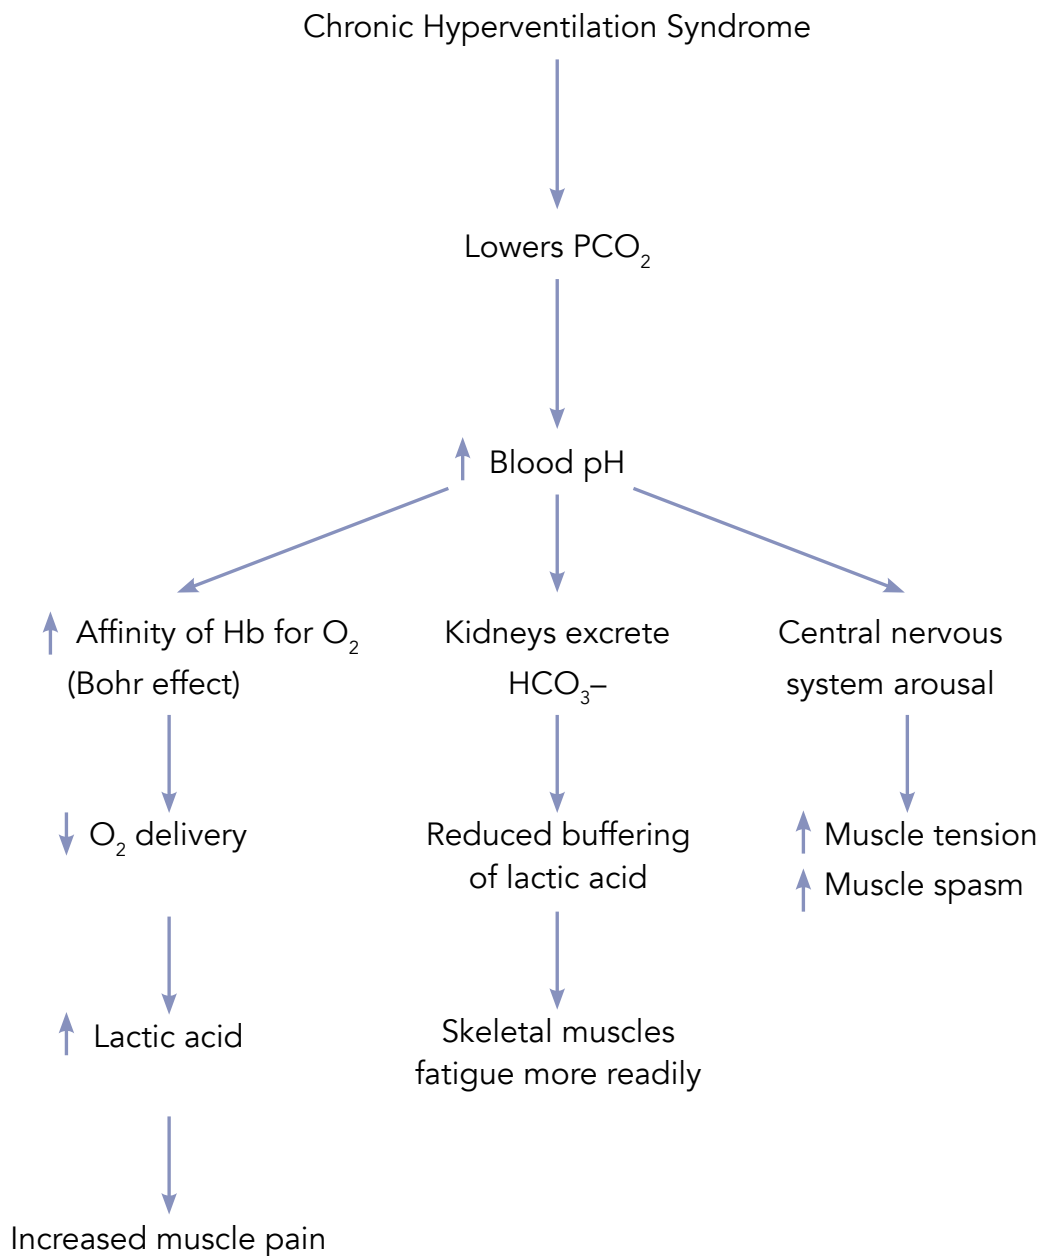 Chronic Hyperventilation Syndrome
Lowers PCO₂
↑ Blood pH
↑ Affinity of Hb for O₂
(Bohr effect)
Kidneys excrete
HCO₃–
Central nervous
system arousal
↓ O₂ delivery
Reduced buffering
of lactic acid
↑ Muscle tension
↑ Muscle spasm
↑ Lactic acid
Skeletal muscles
fatigue more readily
Increased muscle pain